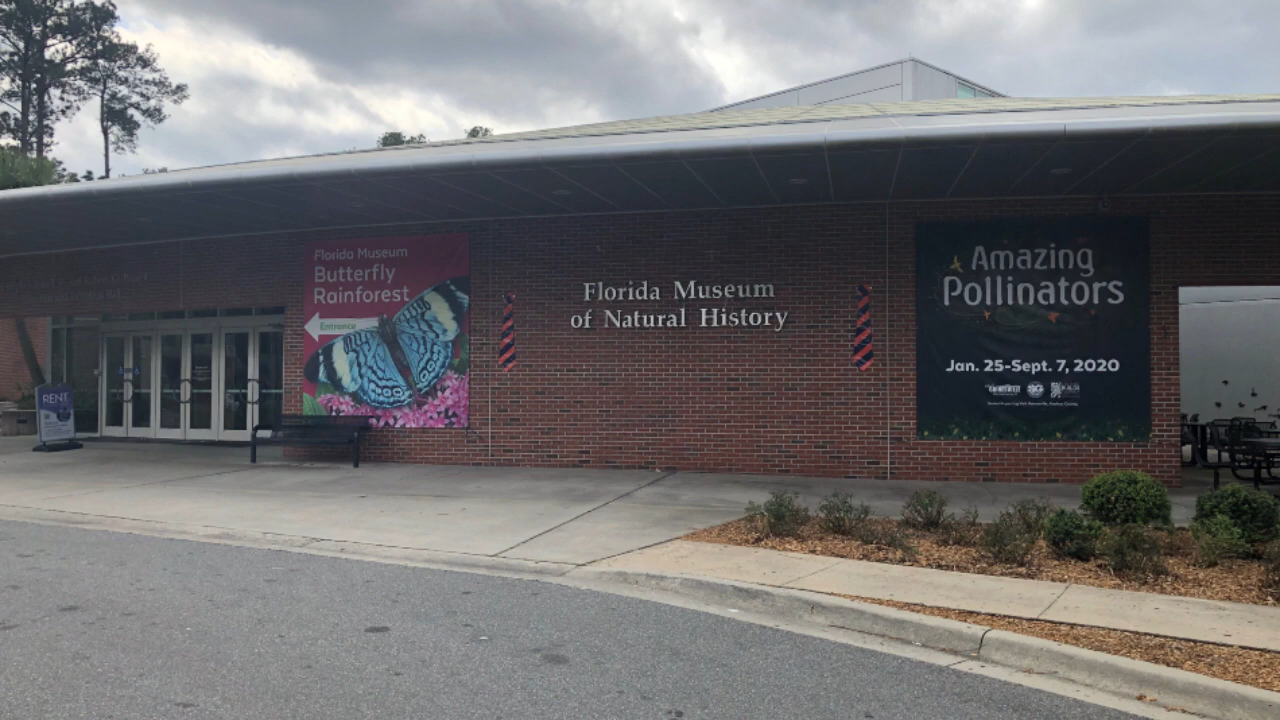 Florida Museum
Butterfly
Rainforest
Entrance
Florida Museum
of Natural History
Amazing
Pollinators
Jan. 25-Sept. 7, 2020
RENT